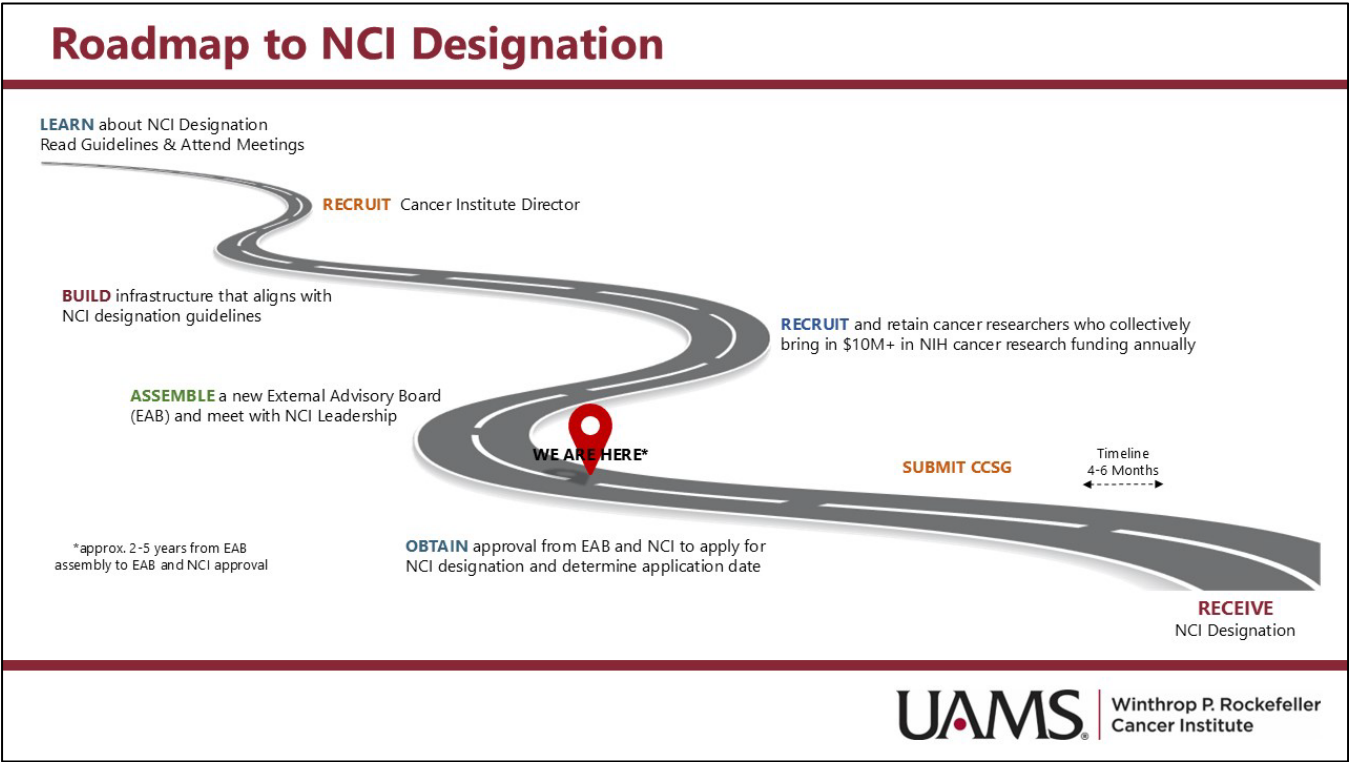 Roadmap to NCI Designation
LEARN about NCI Designation
Read Guidelines & Attend Meetings
RECRUIT Cancer Institute Director
BUILD infrastructure that aligns with
NCI designation guidelines
RECRUIT and retain cancer researchers who collectively
bring in $10M+ in NIH cancer research funding annually
ASSEMBLE a new External Advisory Board
(EAB) and meet with NCI Leadership
WE ARE HERE*
SUBMIT CCSG
Timeline
4-6 Months
*approx. 2-5 years from EAB
assembly to EAB and NCI approval
OBTAIN approval from EAB and NCI to apply for
NCI designation and determine application date
RECEIVE
NCI Designation
UAMS®
Winthrop P. Rockefeller
Cancer Institute